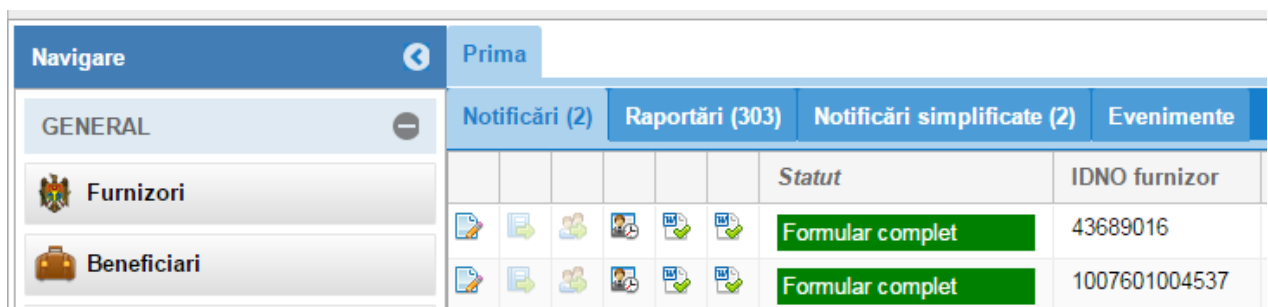 Navigare
Prima
GENERAL
Notificări (2) Raportări (303) Notificări simplificate (2) Evenimente
Statut IDNO furnizor
Furnizori
Formular complet 43689016
Beneficiari
Formular complet 1007601004537